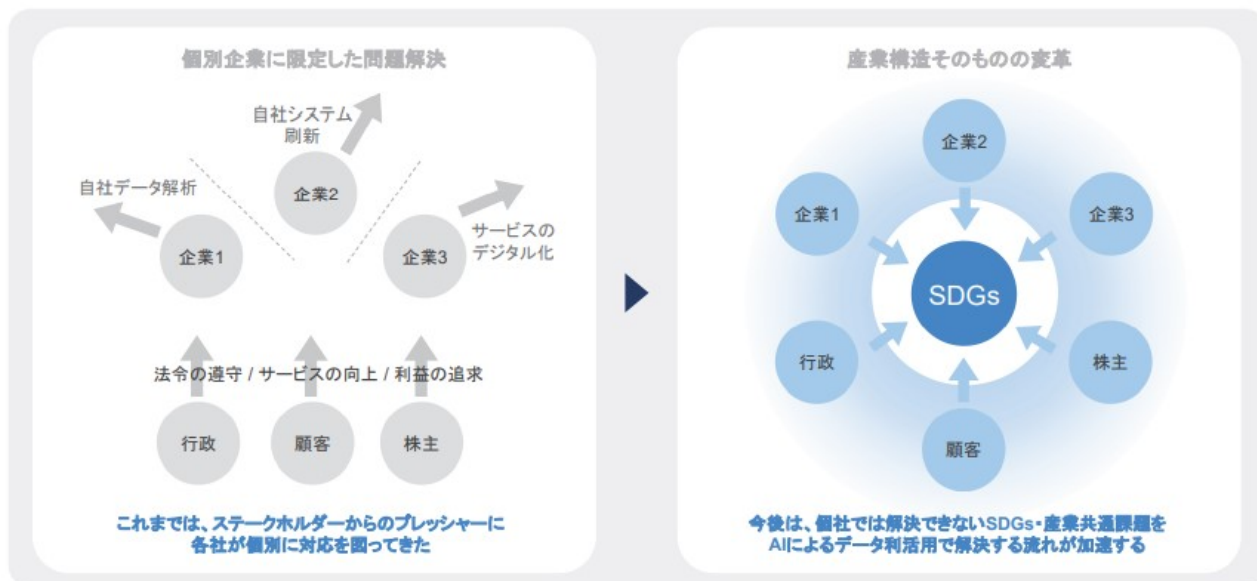 個別企業に限定した問題解決
自社システム
刷新
企業2
自社データ解析
企業1
企業3
サービスの
デジタル化
法令の遵守 / サービスの向上 / 利益の追求
行政
顧客
株主
これまでは、ステークホルダーからのプレッシャーに
各社が個別に対応を図ってきた
産業構造そのものの変革
企業2
企業1
企業3
SDGs
行政
株主
顧客
今後は、個社では解決できないSDGs・産業共通課題を
AIによるデータ利活用で解決する流れが加速する